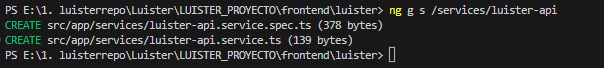 PS E:\1. luisterrepo\Luister\LUISTER_PROYECTO\frontend\luister> ng g s /services/luister-api
CREATE src/app/services/luister-api.service.spec.ts (378 bytes)
CREATE src/app/services/luister-api.service.ts (139 bytes)
PS E:\1. luisterrepo\Luister\LUISTER_PROYECTO\frontend\luister>